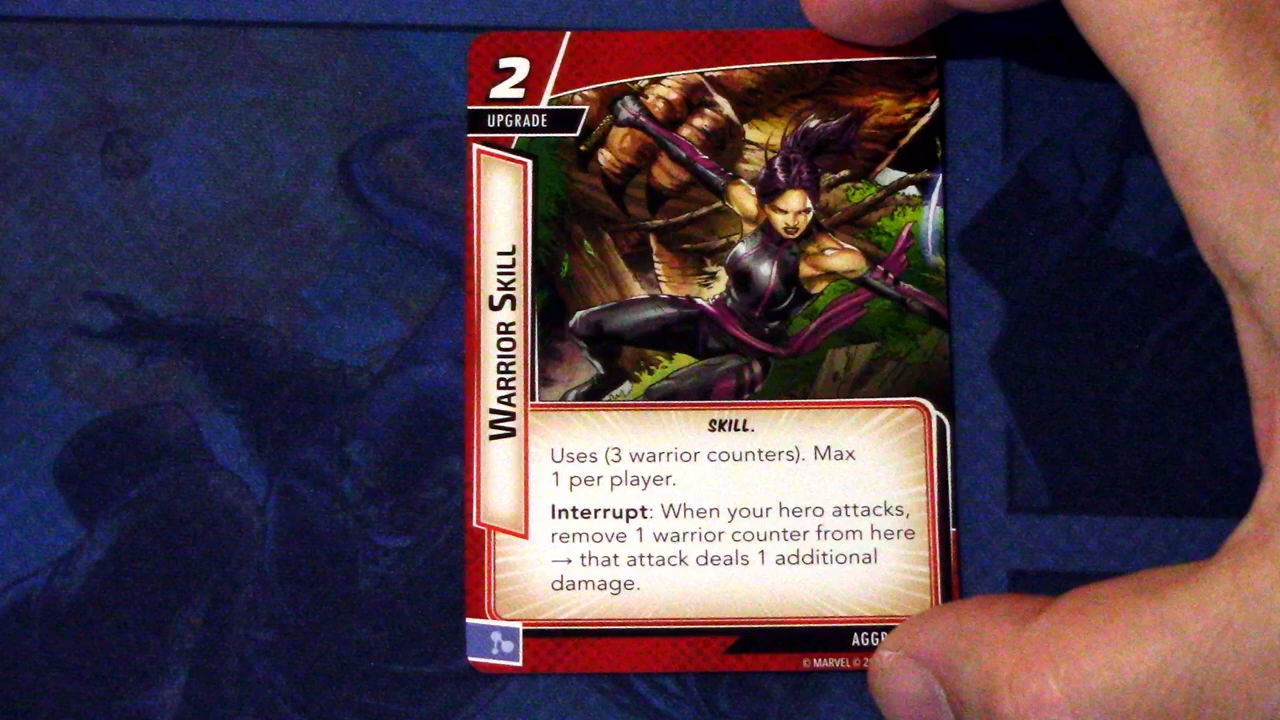 2
UPGRADE
WARRIOR SKILL
SKILL.
Uses (3 warrior counters). Max
1 per player.
Interrupt: When your hero attacks,
remove 1 warrior counter from here
→ that attack deals 1 additional
damage.
© MARVEL ©